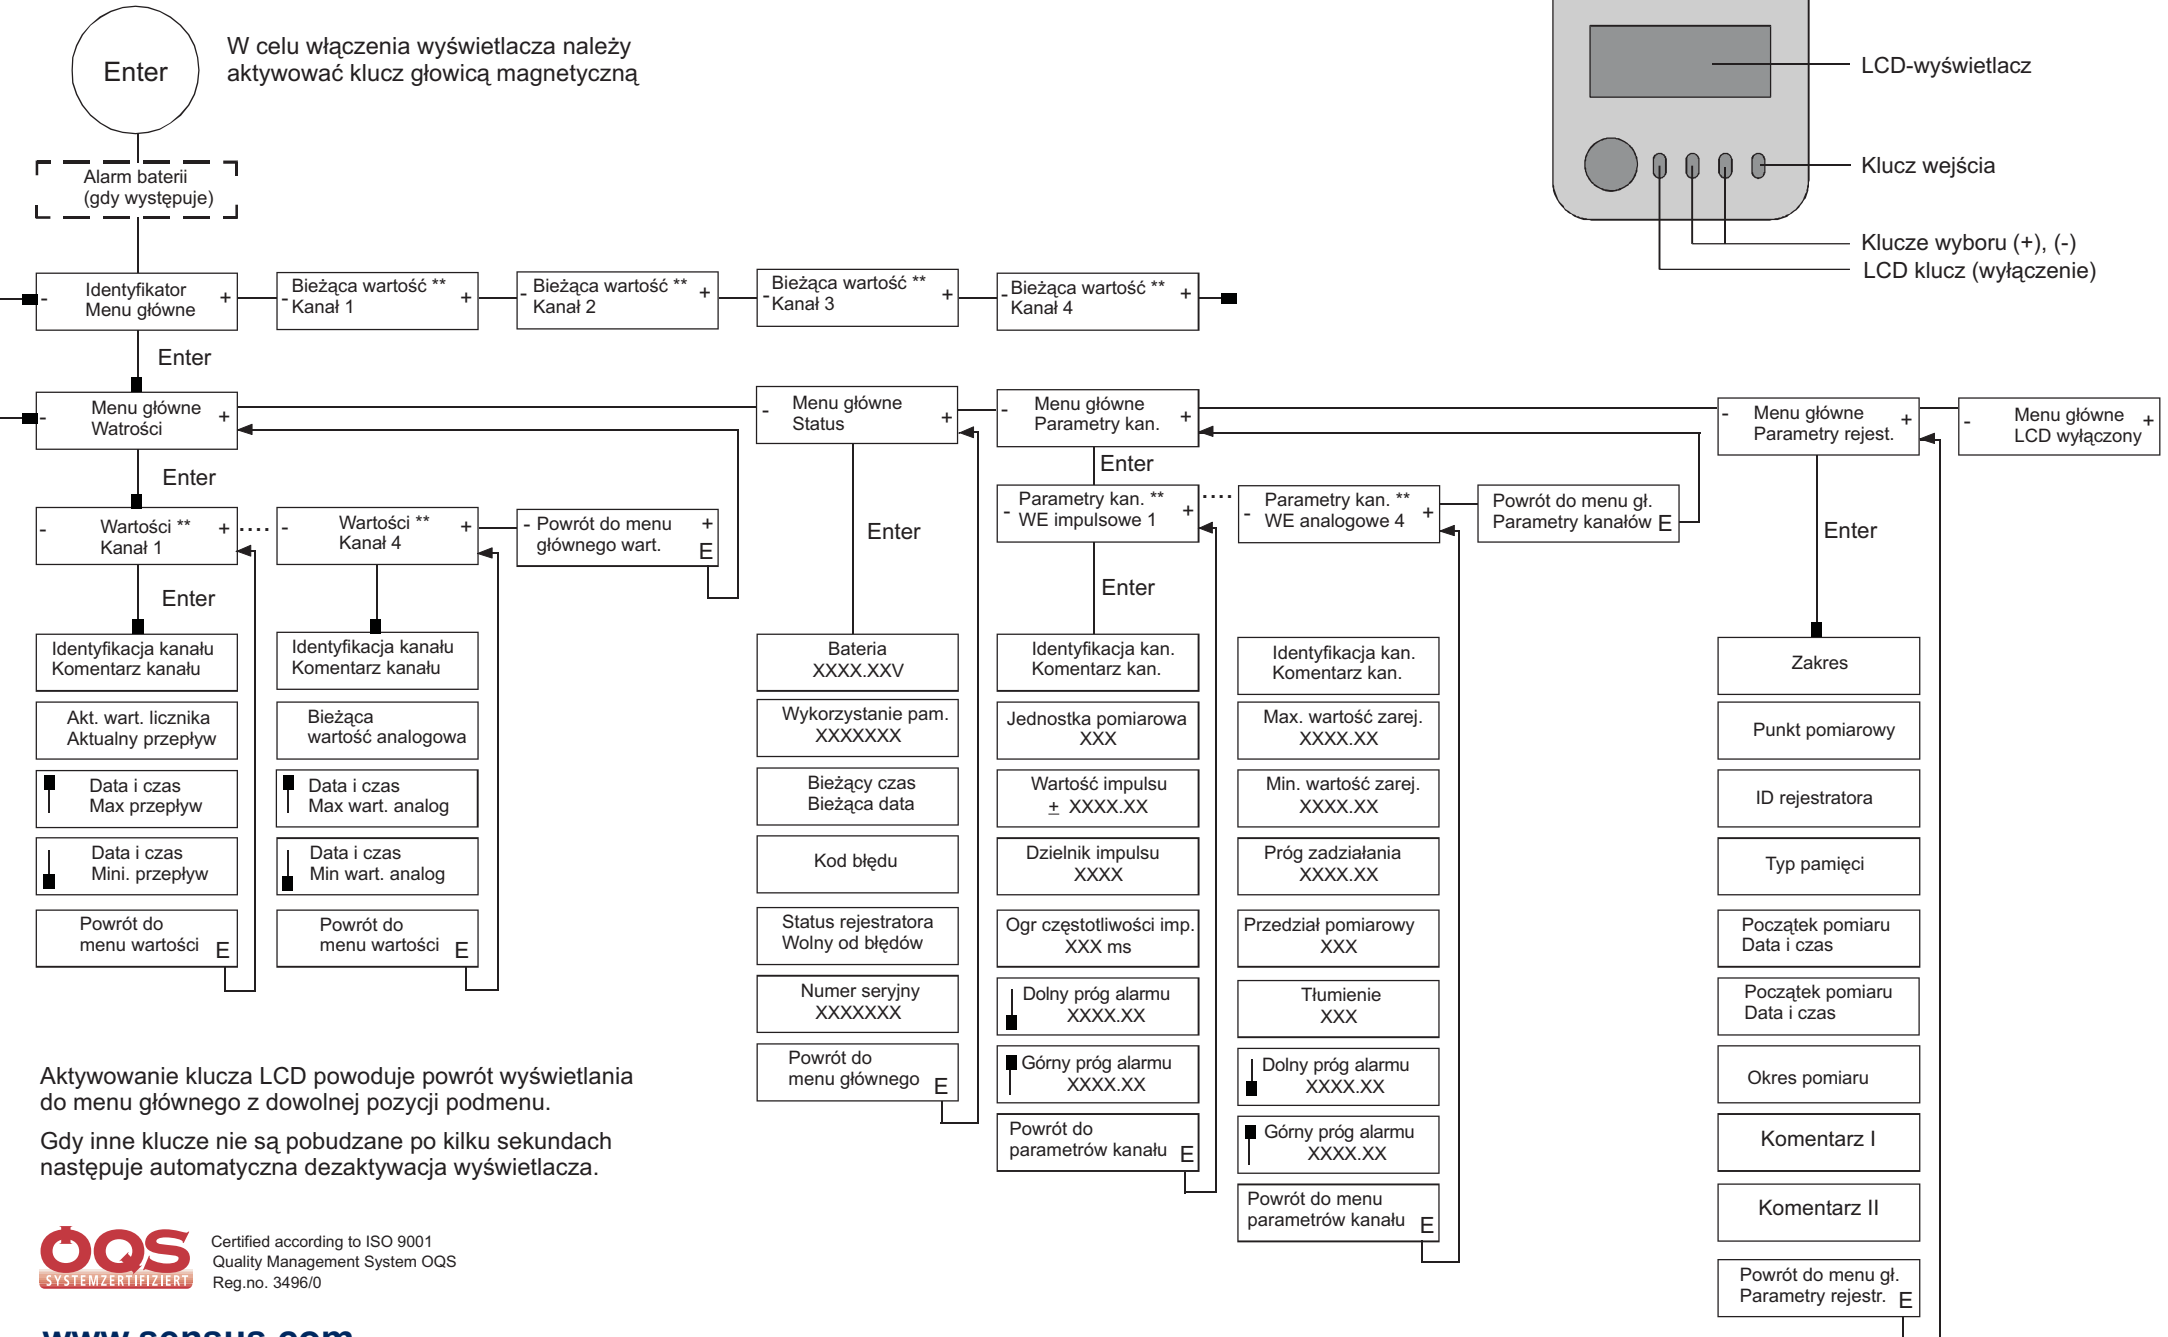 Enter
W celu włączenia wyświetlacza należy
aktywować klucz głowicą magnetyczną
LCD-wyświetlacz
Klucz wejścia
Klucze wyboru (+), (-)
LCD klucz (wyłączenie)
Alarm baterii
(gdy występuje)
- Identyfikator +
Menu główne
- Bieżąca wartość ** +
Kanał 1
- Bieżąca wartość ** +
Kanał 2
- Bieżąca wartość ** +
Kanał 3
- Bieżąca wartość ** +
Kanał 4
Enter
- Menu główne +
Watrości
- Menu główne +
Status
- Menu główne +
Parametry kan.
- Menu główne +
Parametry rejest.
- Menu główne +
LCD wyłączony
Enter
- Wartości ** +
Kanał 1
....
- Wartości ** +
Kanał 4
- Powrót do menu +
głównego wart. E
Enter
Enter
- Parametry kan. ** +
WE impulsowe 1
....
- Parametry kan. ** +
WE analogowe 4
Powrót do menu gł.
Parametry kanałów E
Enter
Enter
Enter
Identyfikacja kanału
Komentarz kanału
Akt. wart. licznika
Aktualny przepływ
Data i czas
Max przepływ
Data i czas
Mini. przepływ
Powrót do
menu wartości E
Identyfikacja kanału
Komentarz kanału
Bieżąca
wartość analogowa
Data i czas
Max wart. analog
Data i czas
Min wart. analog
Powrót do
menu wartości E
Bateria
XXXX.XXV
Wykorzystanie pam.
XXXXXXX
Bieżący czas
Bieżąca data
Kod błędu
Status rejestratora
Wolny od błędów
Numer seryjny
XXXXXXX
Powrót do
menu głównego E
Identyfikacja kan.
Komentarz kan.
Jednostka pomiarowa
XXX
Wartość impulsu
± XXXX.XX
Dzielnik impulsu
XXXX
Ogr częstotliwości imp.
XXX ms
Dolny próg alarmu
XXXX.XX
Górny próg alarmu
XXXX.XX
Powrót do
parametrów kanału E
Identyfikacja kan.
Komentarz kan.
Max. wartość zarej.
XXXX.XX
Min. wartość zarej.
XXXX.XX
Próg zadziałania
XXXX.XX
Przedział pomiarowy
XXX
Tłumienie
XXX
Dolny próg alarmu
XXXX.XX
Górny próg alarmu
XXXX.XX
Powrót do menu
parametrów kanału E
Zakres
Punkt pomiarowy
ID rejestratora
Typ pamięci
Początek pomiaru
Data i czas
Początek pomiaru
Data i czas
Okres pomiaru
Komentarz I
Komentarz II
Powrót do menu gł.
Parametry rejestr. E
Aktywowanie klucza LCD powoduje powrót wyświetlania
do menu głównego z dowolnej pozycji podmenu.
Gdy inne klucze nie są pobudzane po kilku sekundach
następuje automatyczna dezaktywacja wyświetlacza.
ÖQS
SYSTEMZERTIFIZIERT
Certified according to ISO 9001
Quality Management System OQS
Reg.no. 3496/0
www.sensus.com